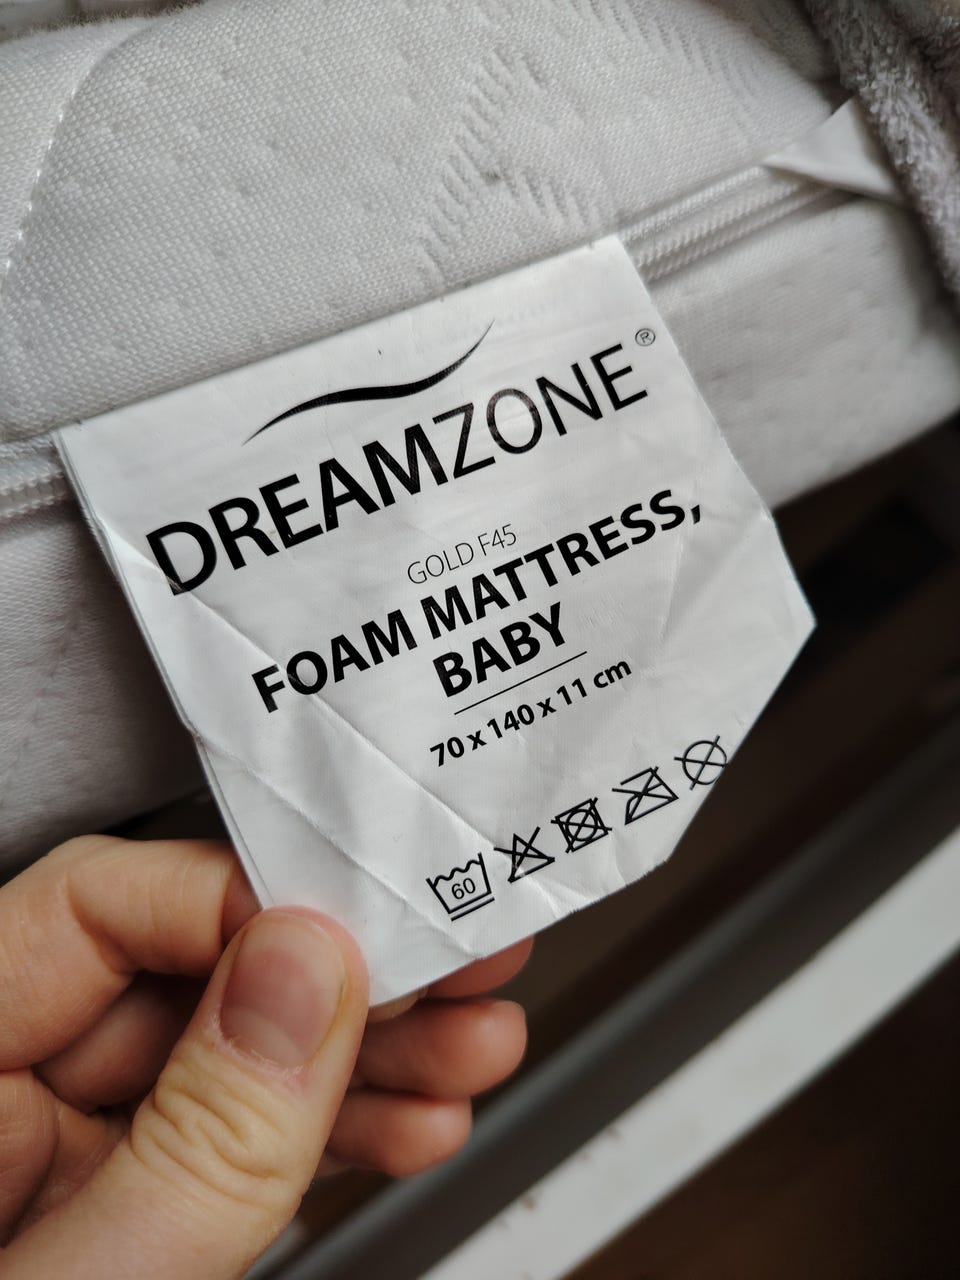 DREAMZONE®
GOLD F45
FOAM MATTRESS,
BABY
70 x 140 x 11 cm
60